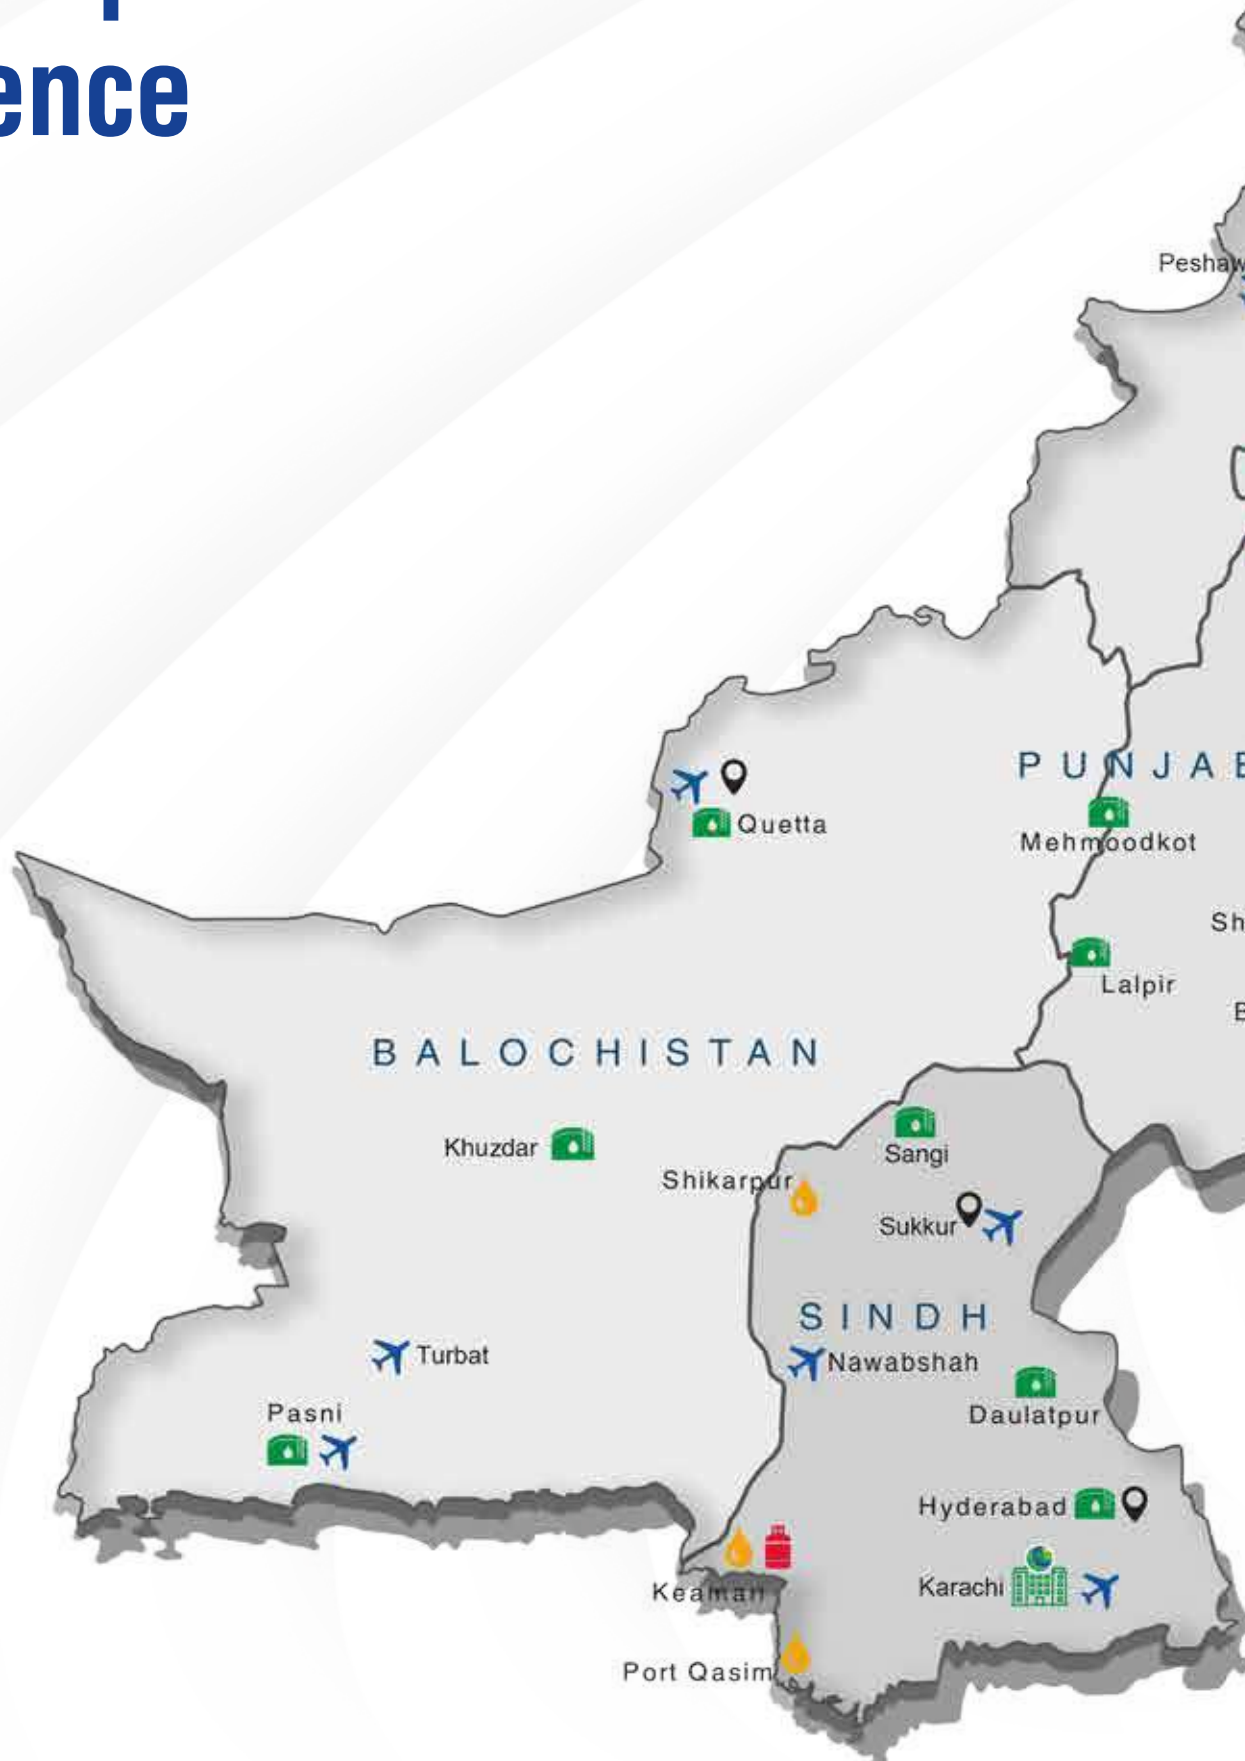 ence
Peshaw
PUNJAB
Quetta
Mehmoodkot
Sh
Lalpir
B
BALOCHISTAN
Khuzdar
Sangi
Shikarpur
Sukkur
SINDH
Nawabshah
Turbat
Pasni
Daulatpur
Hyderabad
Karachi
Keamari
Port Qasim